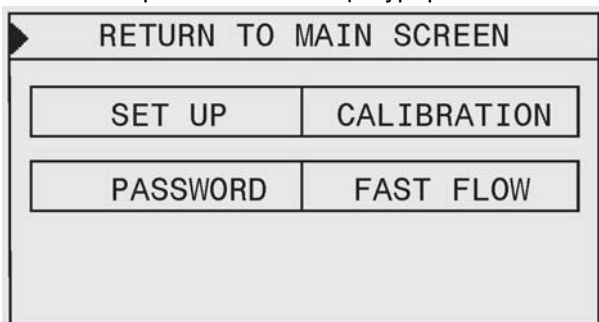 RETURN TO MAIN SCREEN
SET UP CALIBRATION
PASSWORD FAST FLOW